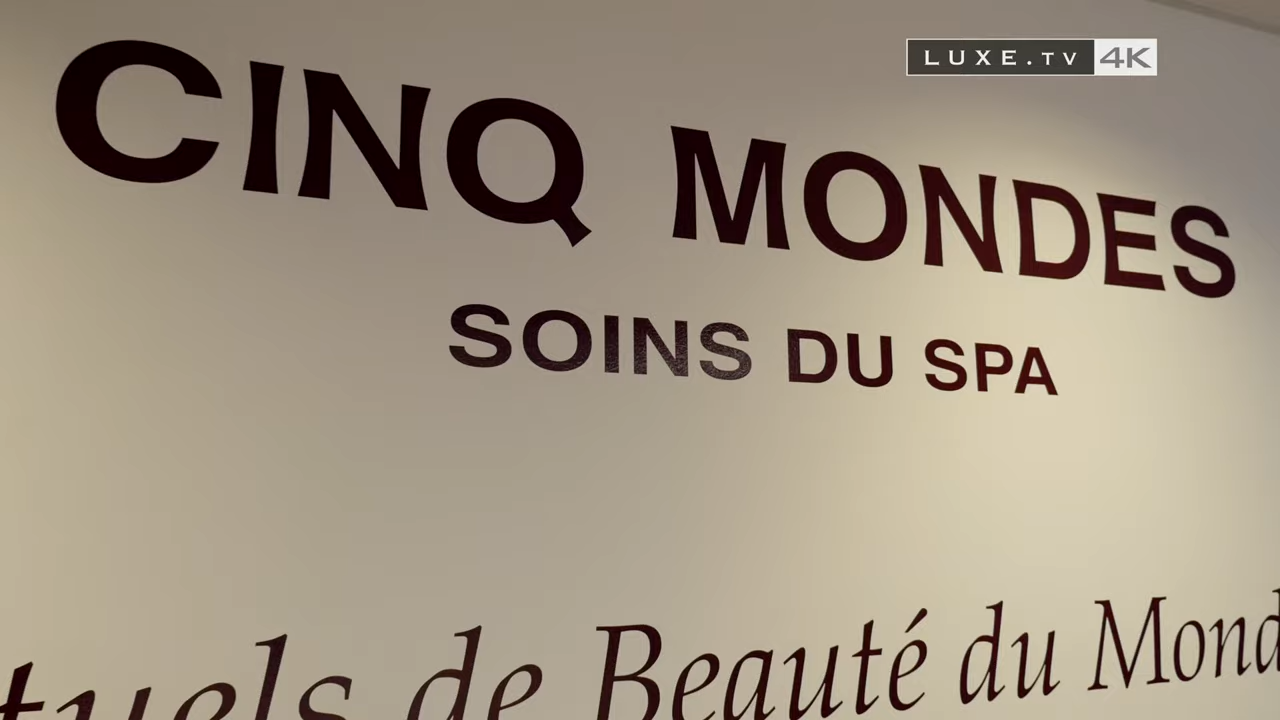 LUXE.TV 4K
CINQ MONDES
SOINS DU SPA
tuels de Beauté du Mond